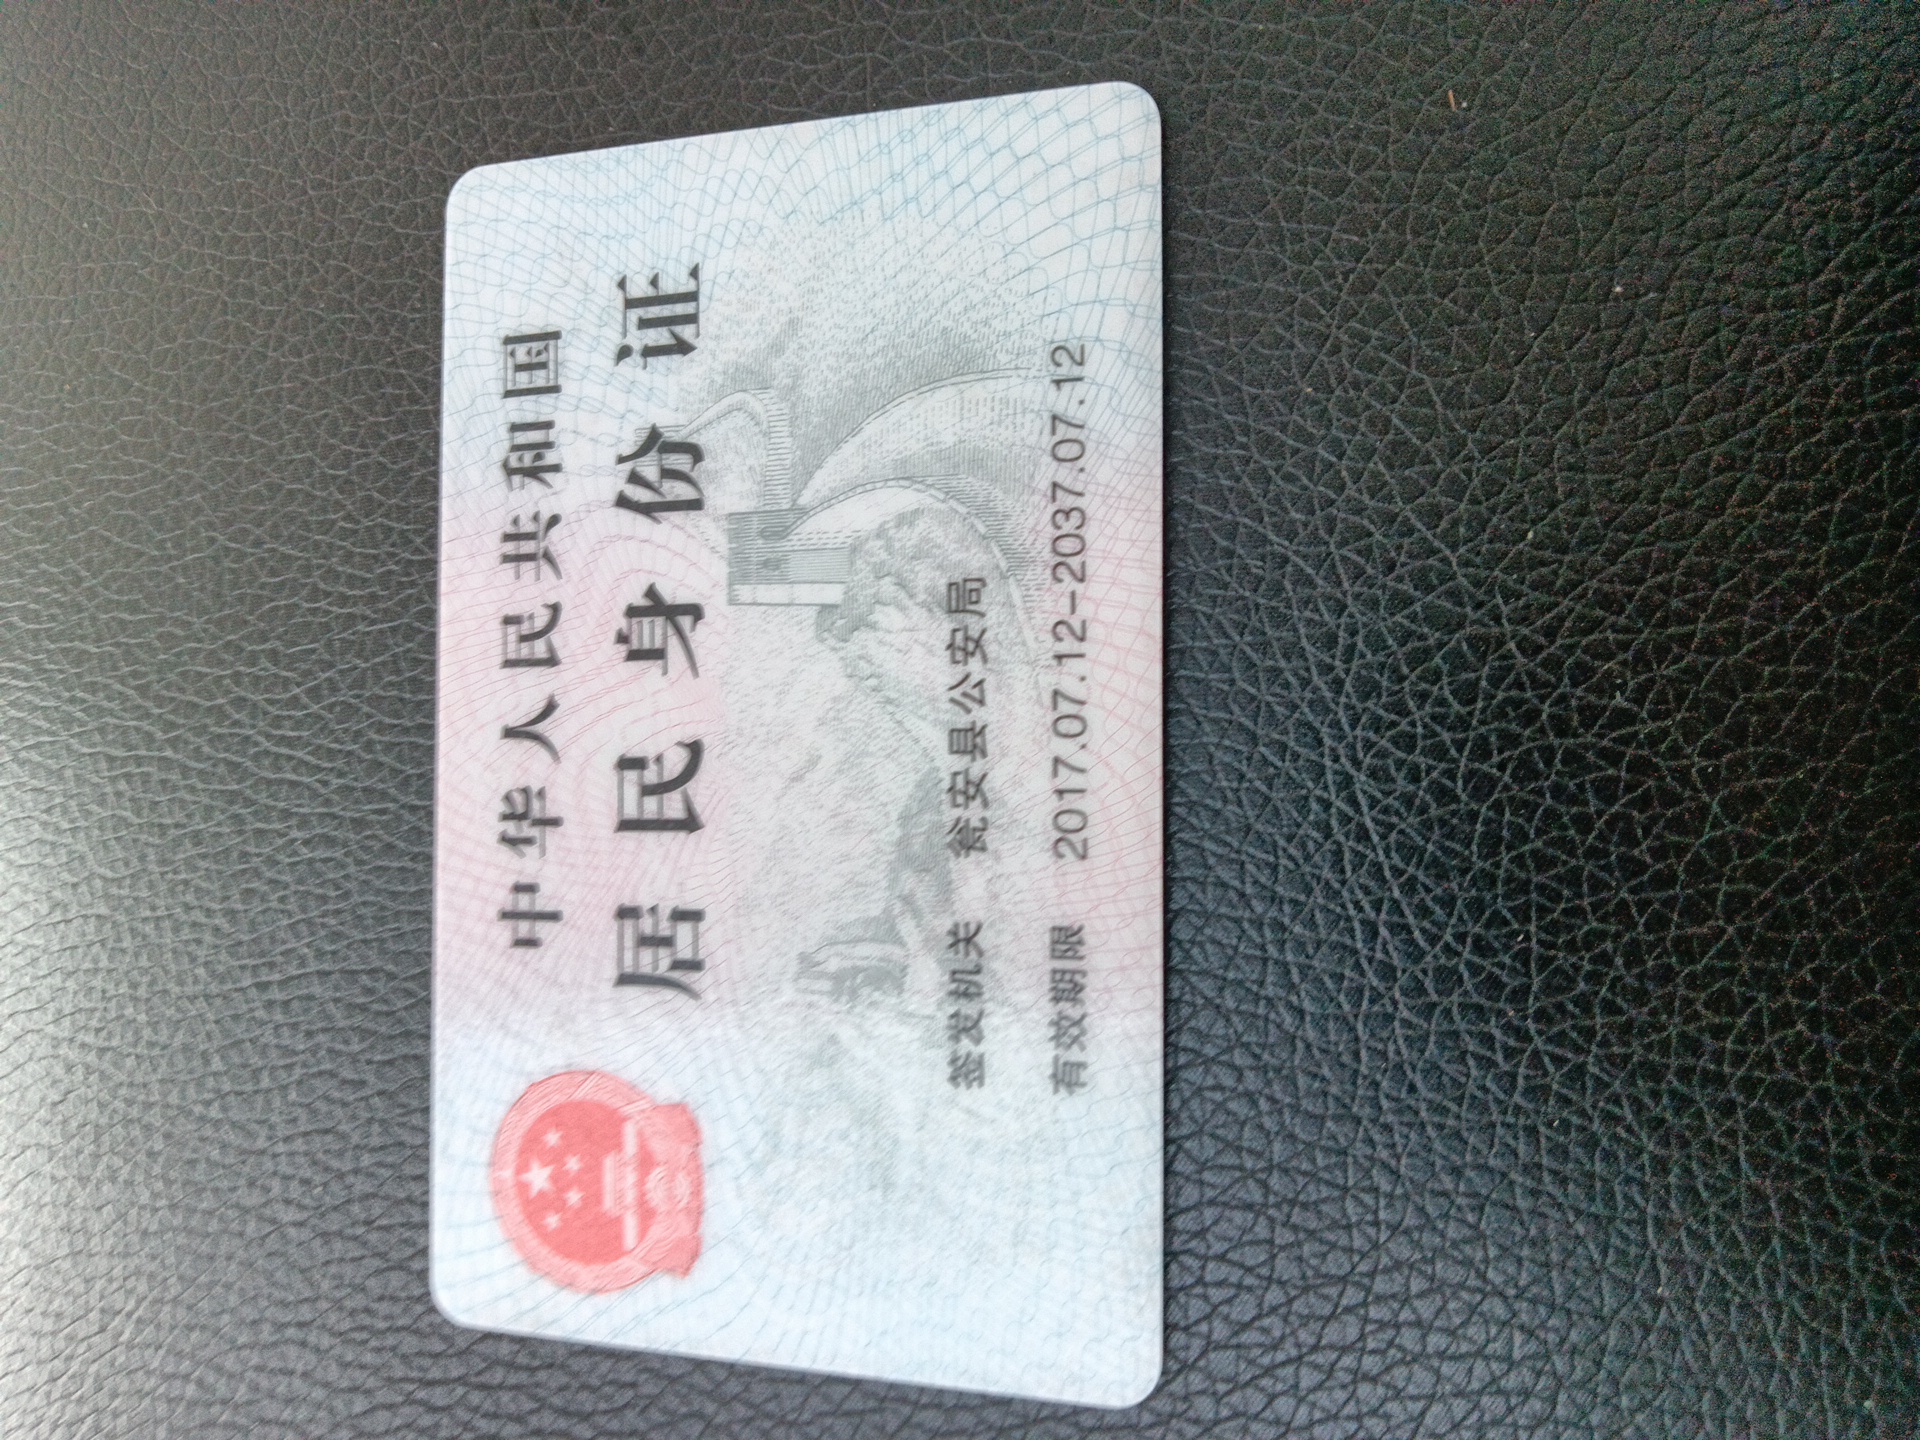 中华人民共和国
居民身份证
签发机关 瓮安县公安局
有效期限 2017.07.12-2037.07.12